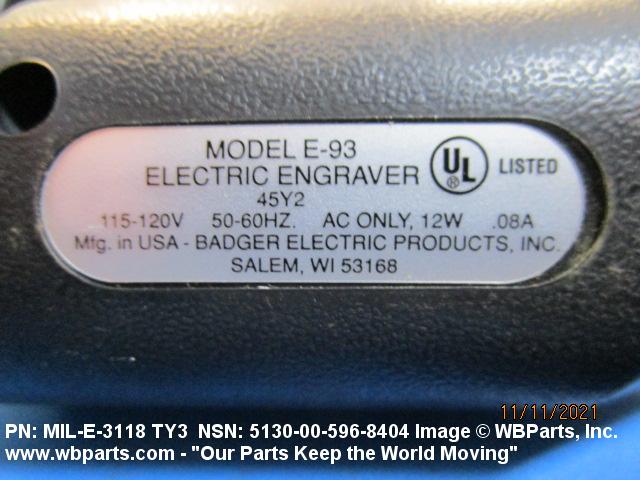 MODEL E-93
ELECTRIC ENGRAVER
UL
®
LISTED
45Y2
115-120V 50-60HZ. AC ONLY, 12W .08A
Mfg. in USA - BADGER ELECTRIC PRODUCTS, INC.
SALEM, WI 53168
11/11/2021
PN: MIL-E-3118 TY3 NSN: 5130-00-596-8404 Image © WBParts, Inc.
www.wbparts.com - "Our Parts Keep the World Moving"